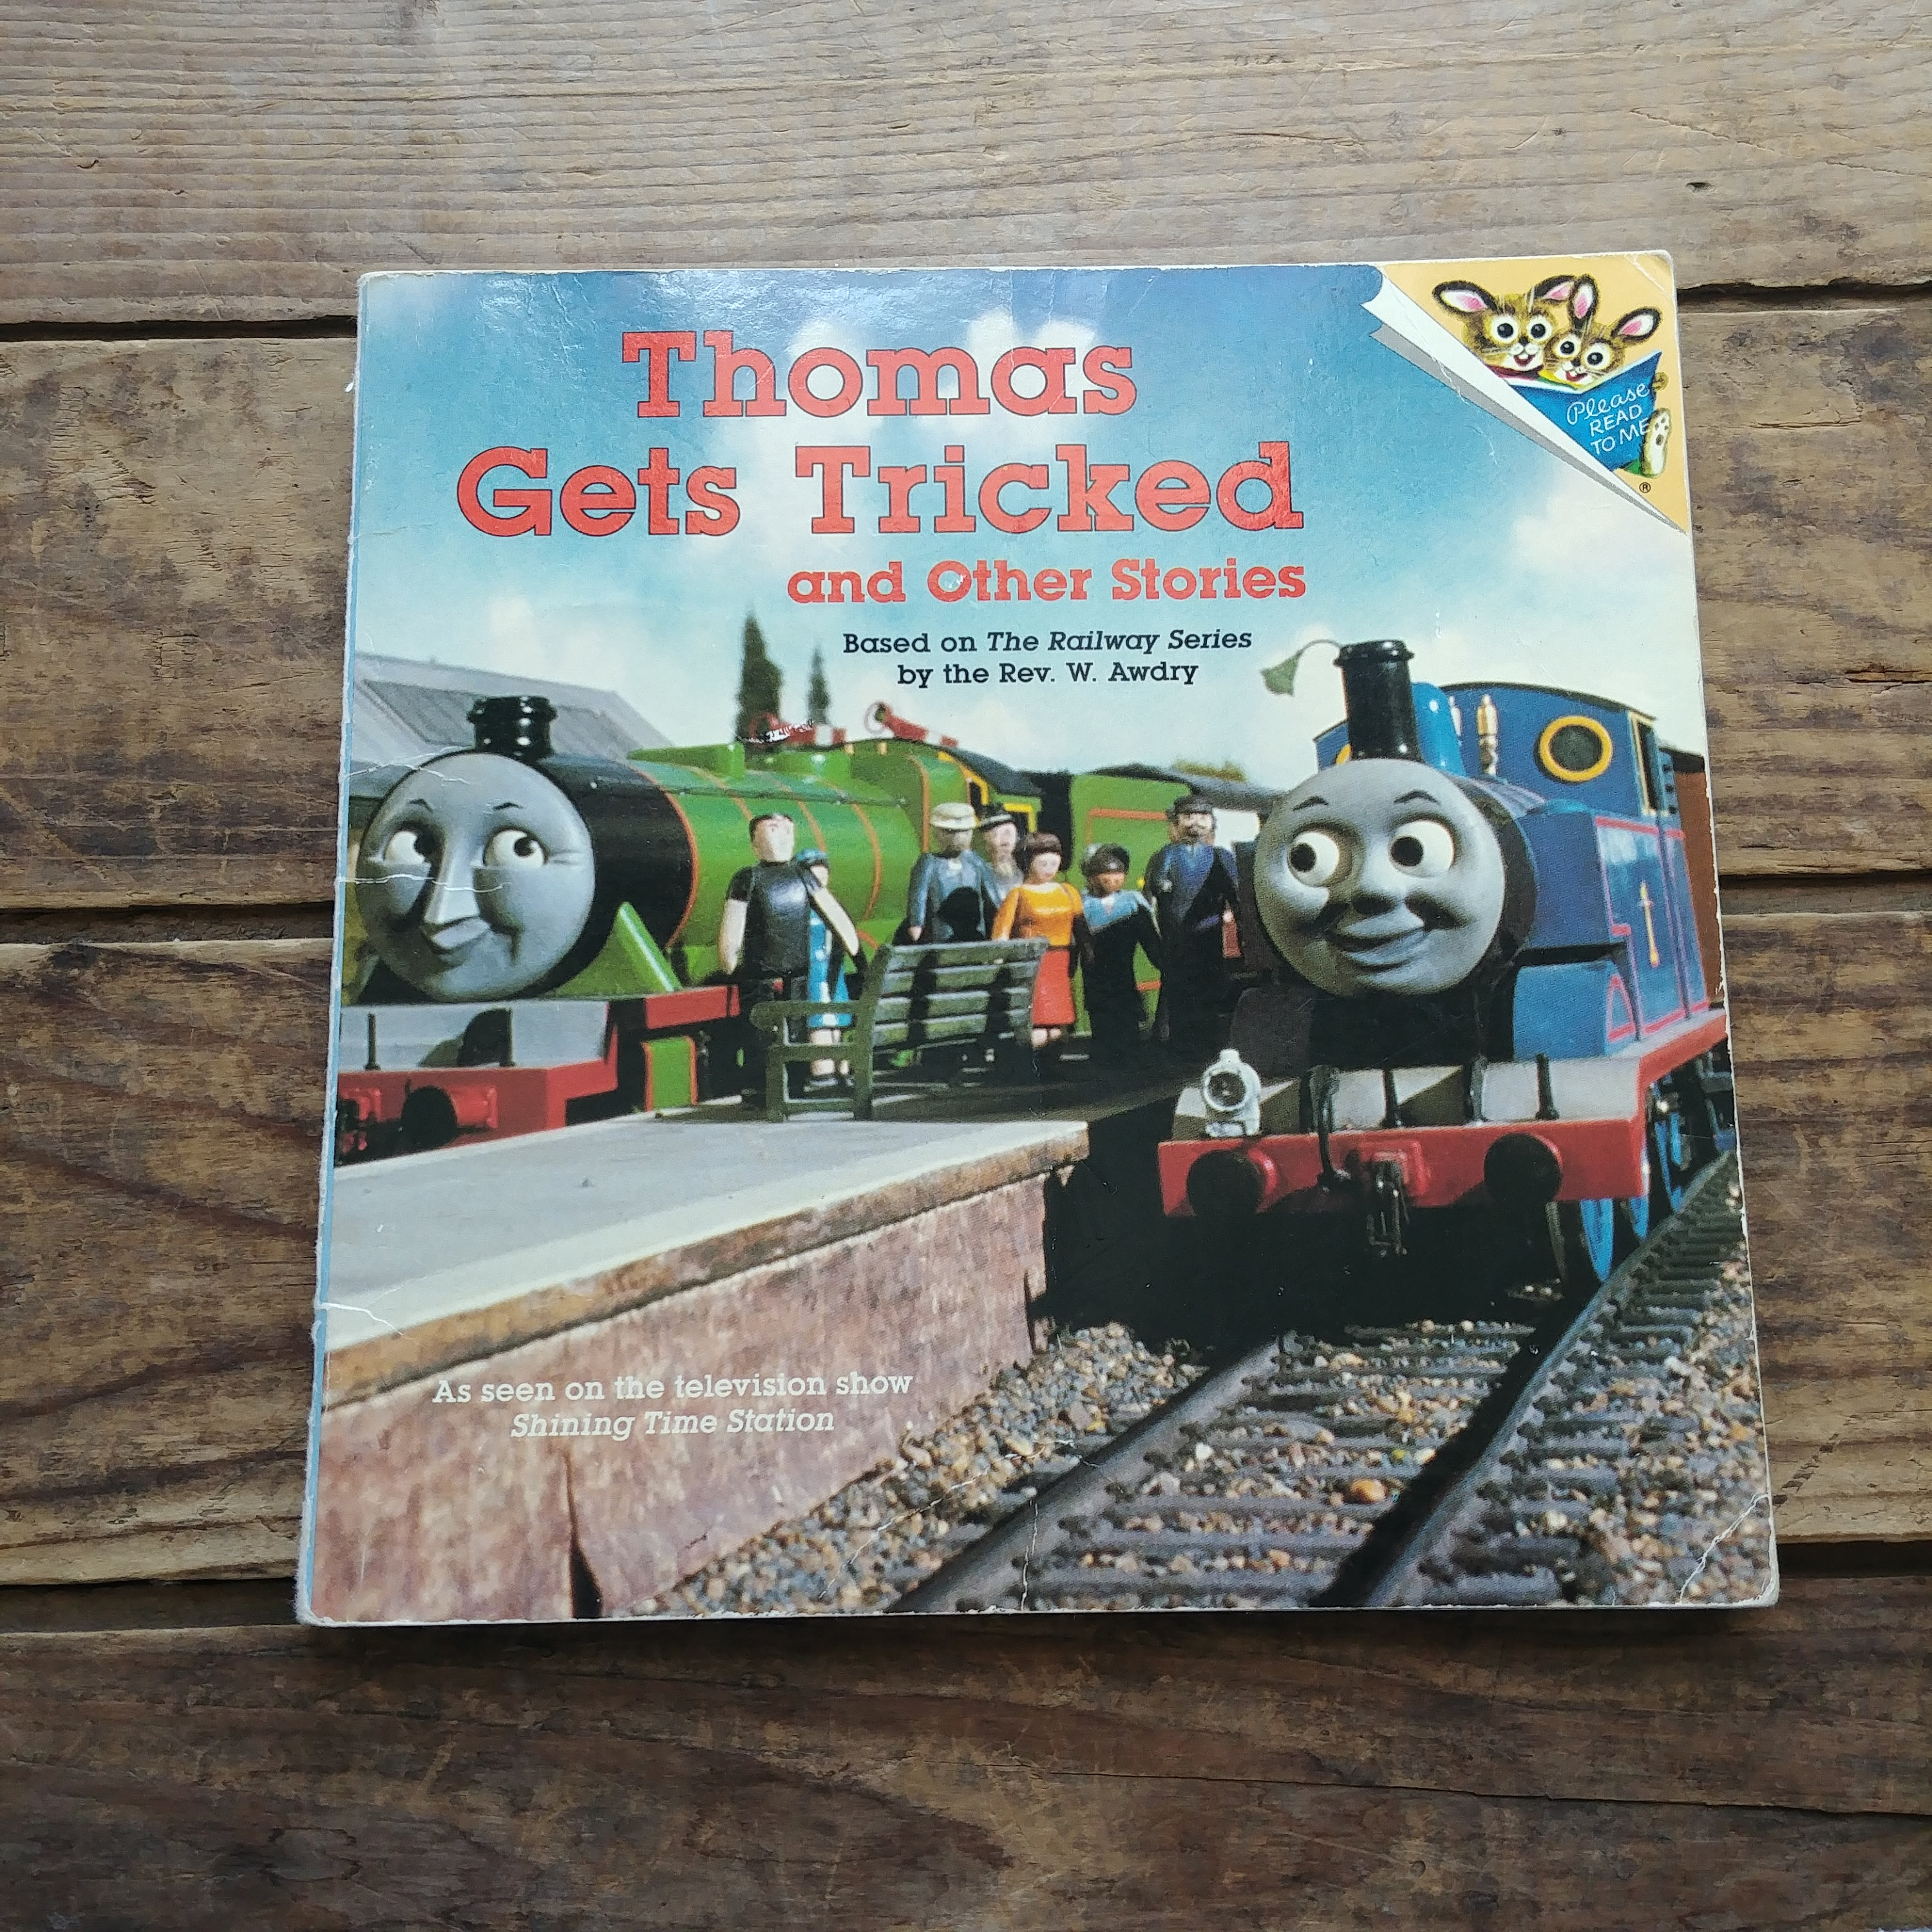 Thomas
Gets Tricked
and Other Stories
Based on The Railway Series
by the Rev. W. Awdry
Please
READ
TO ME
®
1
As seen on the television show
Shining Time Station